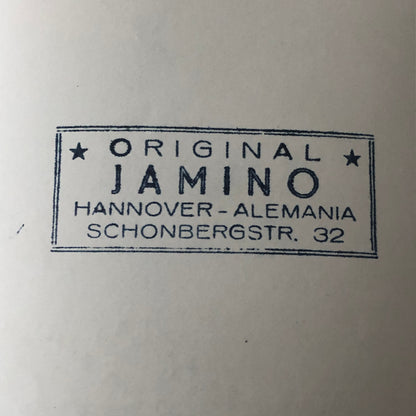 ★ ORIGINAL ★
JAMINO
HANNOVER - ALEMANIA
SCHONBERGSTR. 32